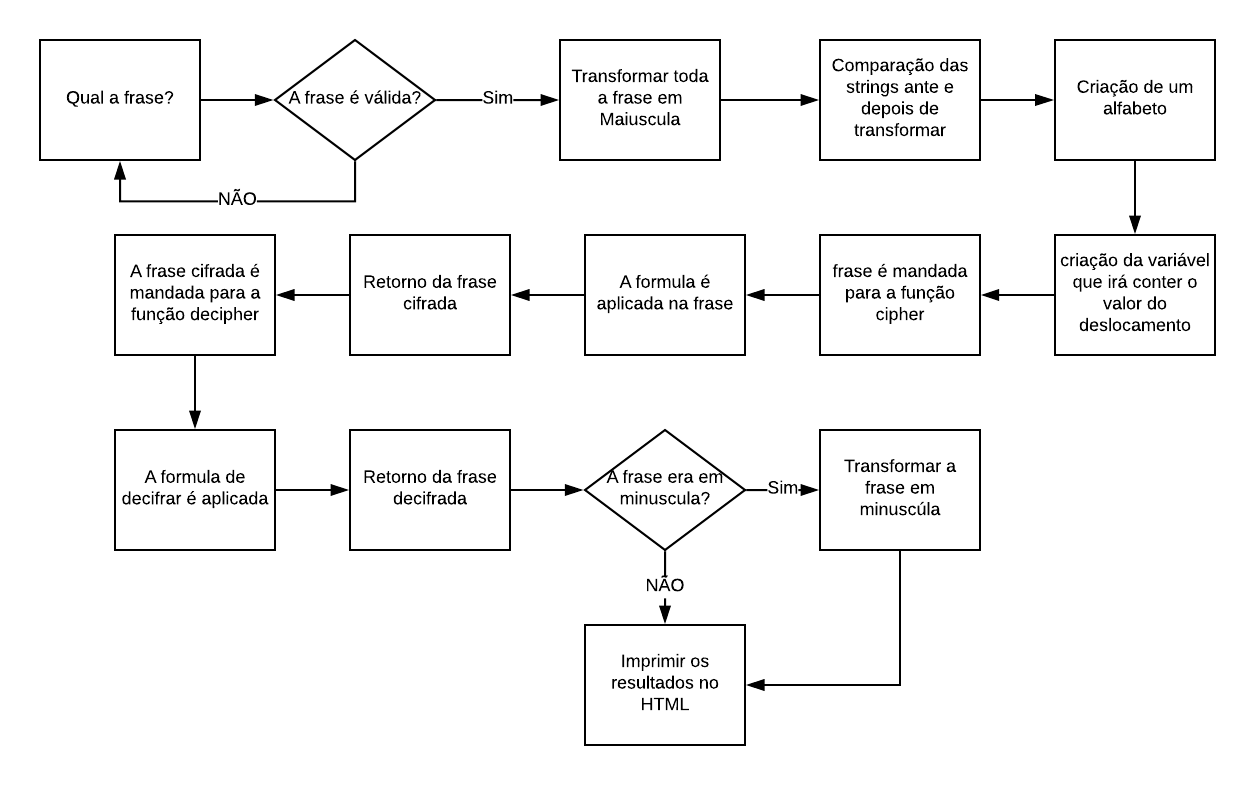 Qual a frase?
A frase é válida?
Sim
NÃO
Transformar toda
a frase em
Maiuscula
Comparação das
strings ante e
depois de
transformar
Criação de um
alfabeto
criação da variável
que irá conter o
valor do
deslocamento
frase é mandada
para a função
cipher
A formula é
aplicada na frase
Retorno da frase
cifrada
A frase cifrada é
mandada para a
função decipher
A formula de
decifrar é aplicada
Retorno da frase
decifrada
A frase era em
minuscula?
Sim
NÃO
Transformar a
frase em
minuscúla
Imprimir os
resultados no
HTML